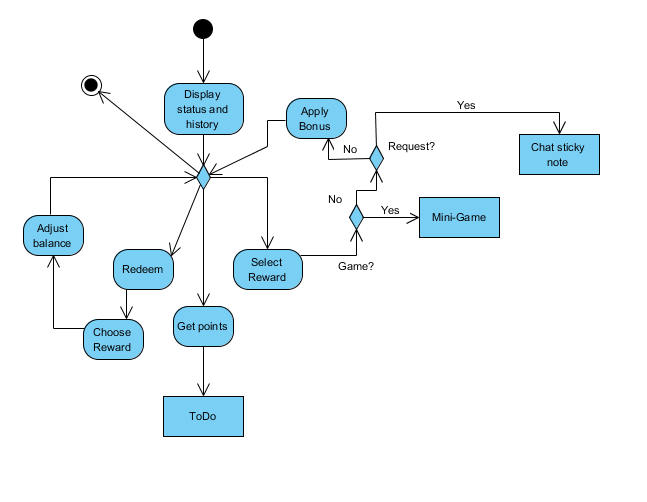 Display
status and
history
Apply
Bonus
Yes
No
Request?
Chat sticky
note
No
Yes
Mini-Game
Adjust
balance
Redeem
Select
Reward
Game?
Choose
Reward
Get points
ToDo